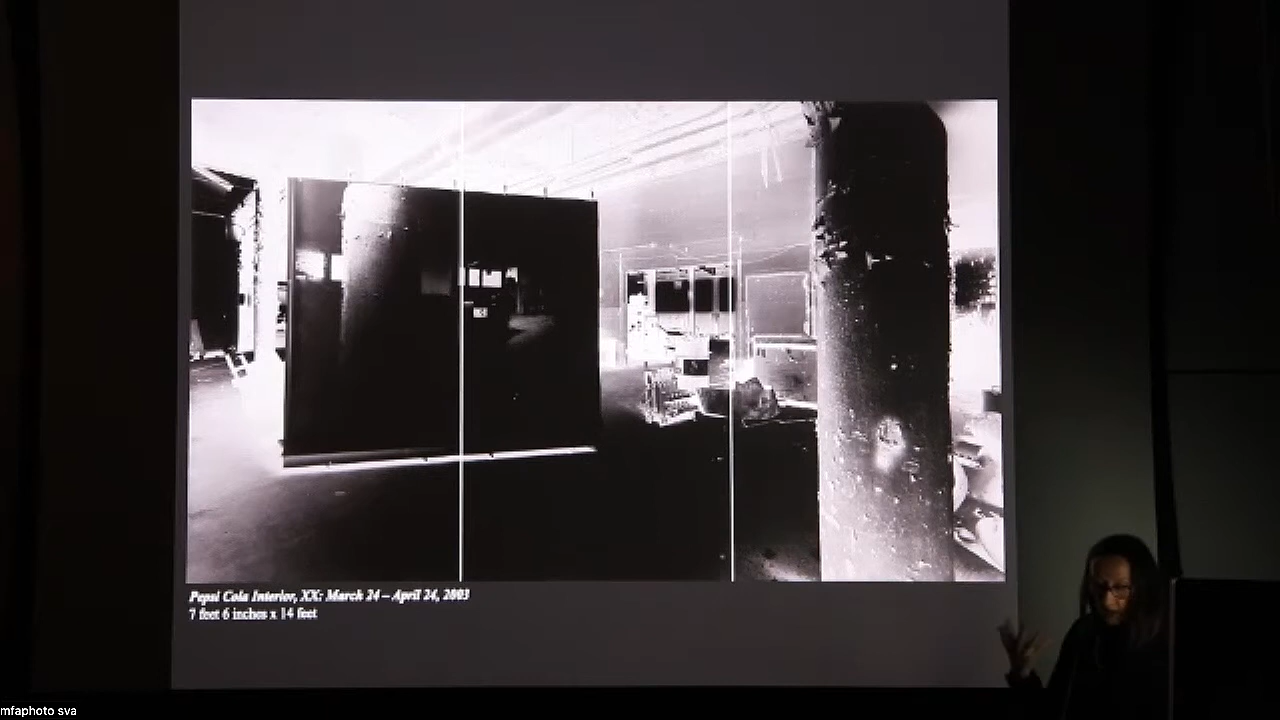 Pepsi Cola Interior, XX: March 24 – April 24, 2003
7 feet 6 inches x 14 feet
mfaphoto sva